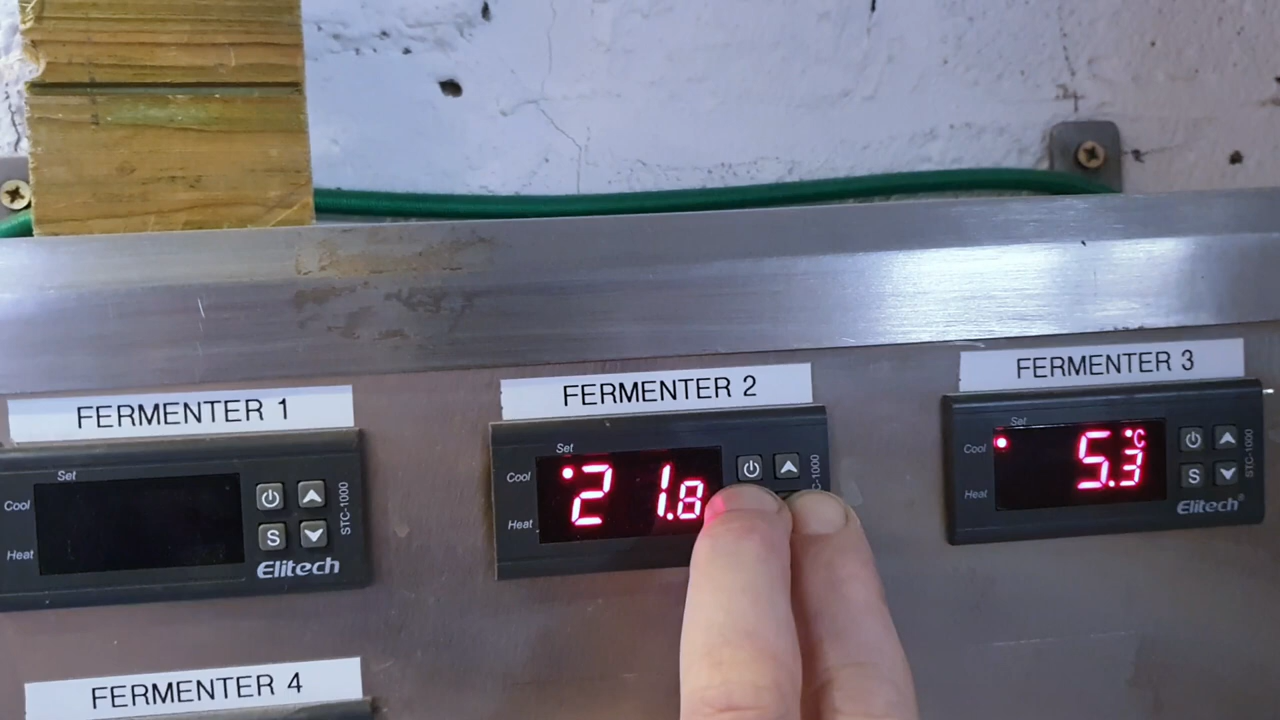 FERMENTER 1
Set
Cool
Heat
S
STC-1000
Elitech
FERMENTER 2
Set
Cool
Heat
21.8
C-1000
FERMENTER 3
Set
Cool
Heat
5.3
°C
S
STC-1000
Elitech®
FERMENTER 4